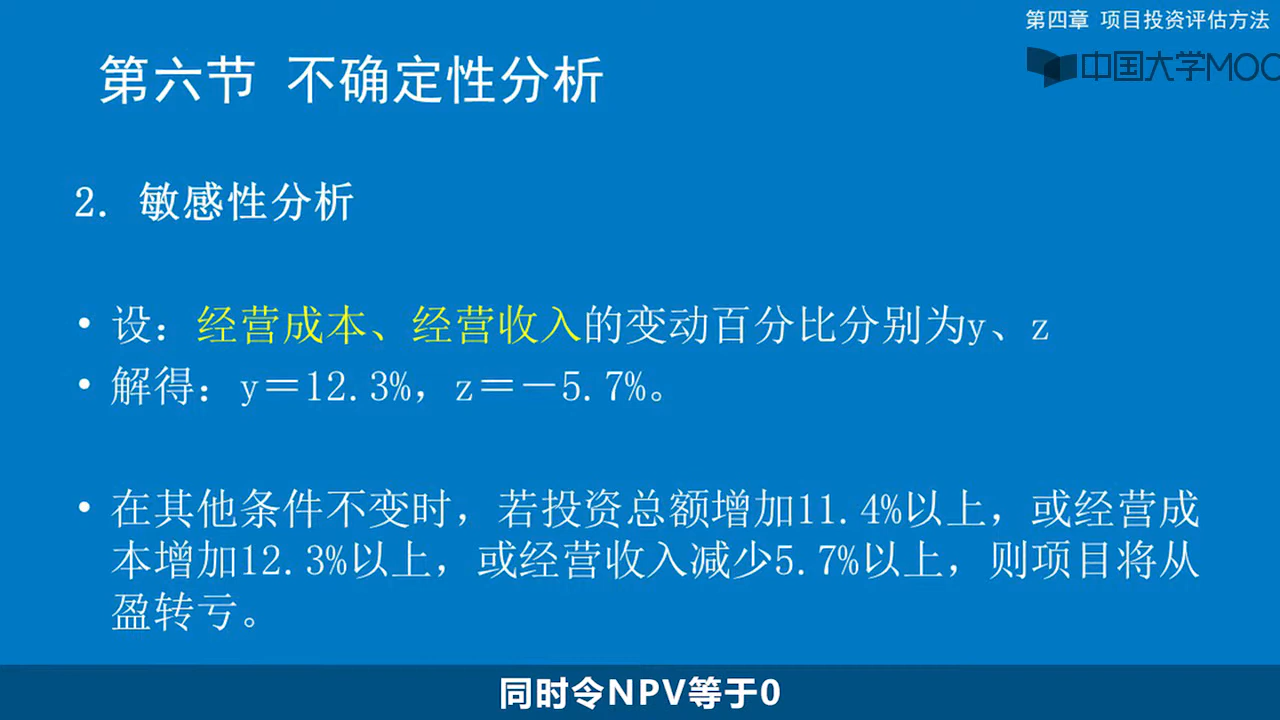 第四章 项目投资评估方法
中国大学MOO
第六节 不确定性分析
2. 敏感性分析
• 设：经营成本、经营收入的变动百分比分别为y、z
• 解得：y＝12.3%，z＝－5.7%。
• 在其他条件不变时，若投资总额增加11.4%以上，或经营成
本增加12.3%以上，或经营收入减少5.7%以上，则项目将从
盈转亏。
同时令NPV等于0